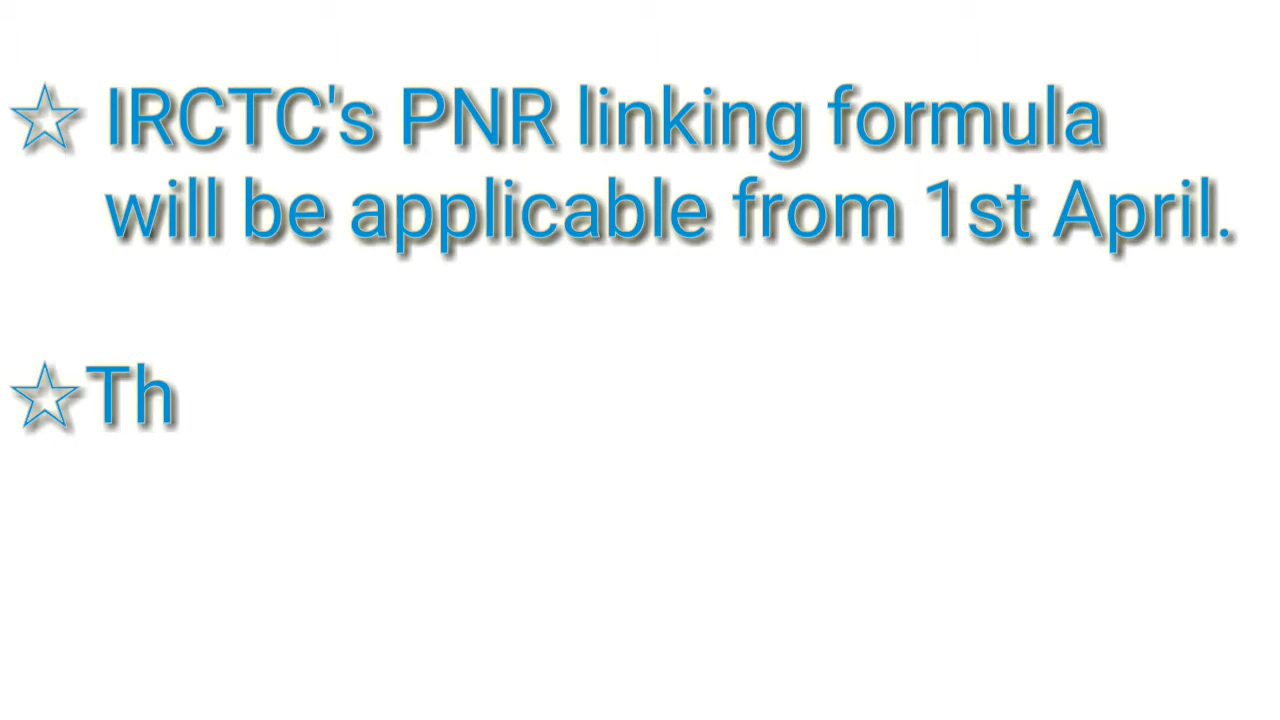 ☆ IRCTC's PNR linking formula
will be applicable from 1st April.
☆Th